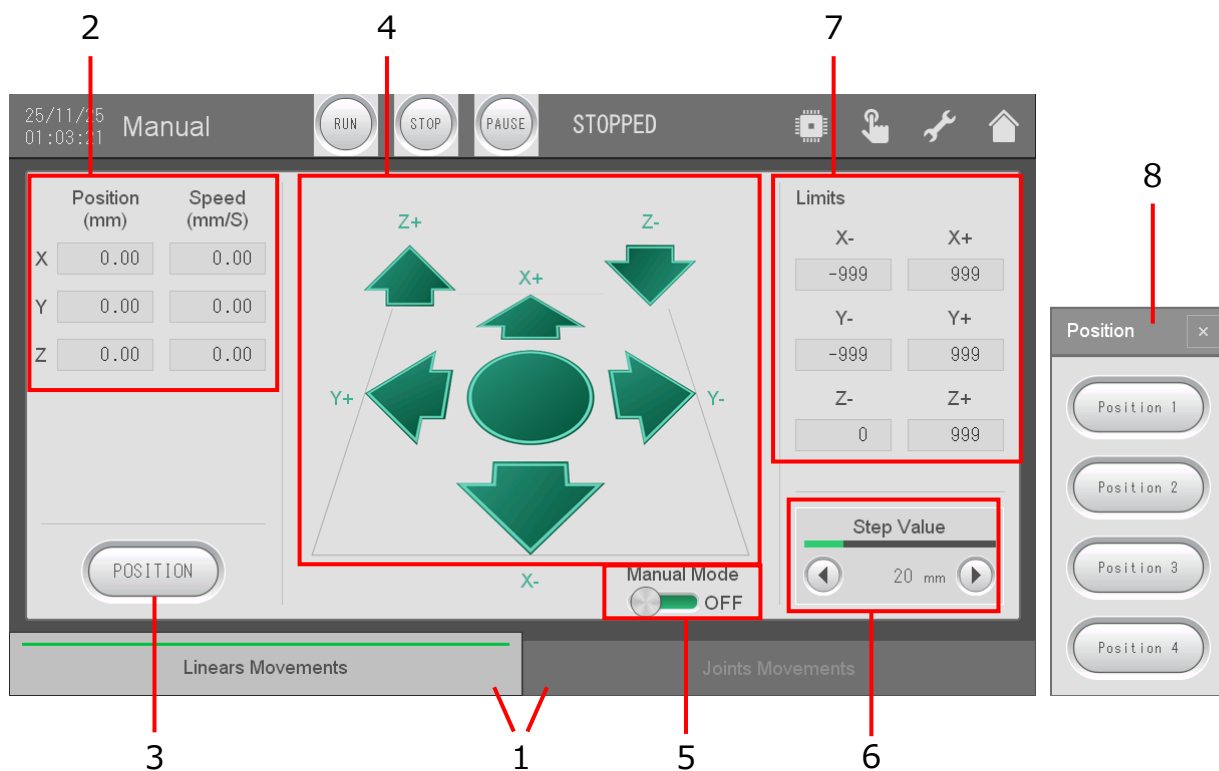 2
4
7
25/11/25
01:03:21
Manual
RUN
STOP
PAUSE
STOPPED
8
Position
(mm)
Speed
(mm/S)
X 0.00 0.00
Y 0.00 0.00
Z 0.00 0.00
Z+
Z-
X+
Y+
Y-
X-
Limits
X- X+
-999 999
Y- Y+
-999 999
Z- Z+
0 999
Step Value
20 mm
Manual Mode
OFF
POSITION
Linears Movements
Joints Movements
Position ×
Position 1
Position 2
Position 3
Position 4
3
1
5
6